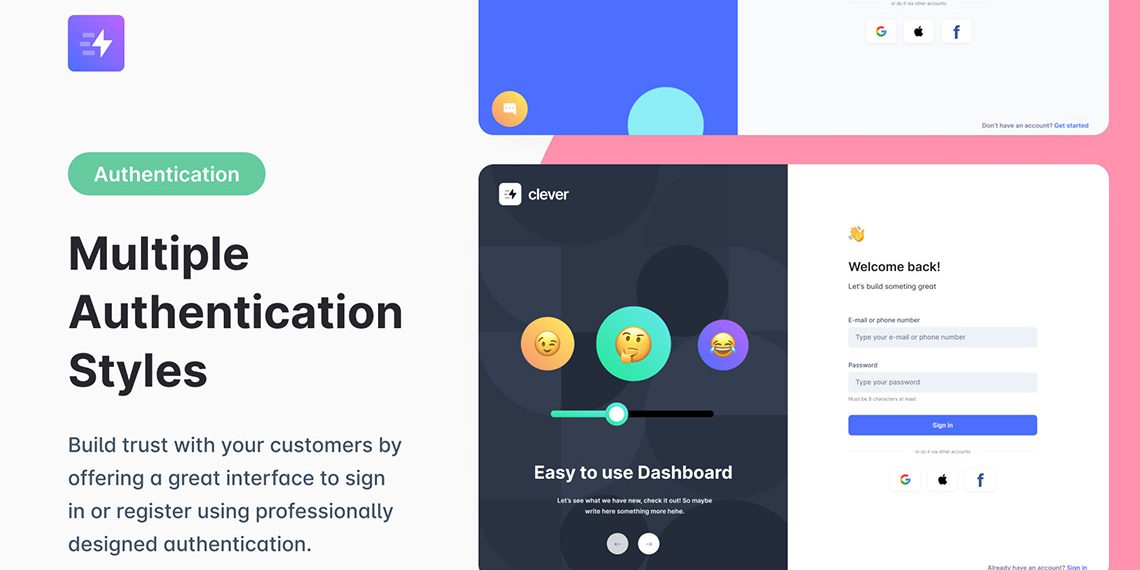 Authentication
Multiple
Authentication
Styles
Build trust with your customers by
offering a great interface to sign
in or register using professionally
designed authentication.
or do it via other accounts
Don't have an account? Get started
clever
Easy to use Dashboard
Let's see what we have new, check it out! So maybe
write here something more hehe.
Welcome back!
Let's build someting great
E-mail or phone number
Type your e-mail or phone number
Password
Type your password
Must be 8 characters at least
Sign in
or do it via other accounts
Already have an account? Sign in